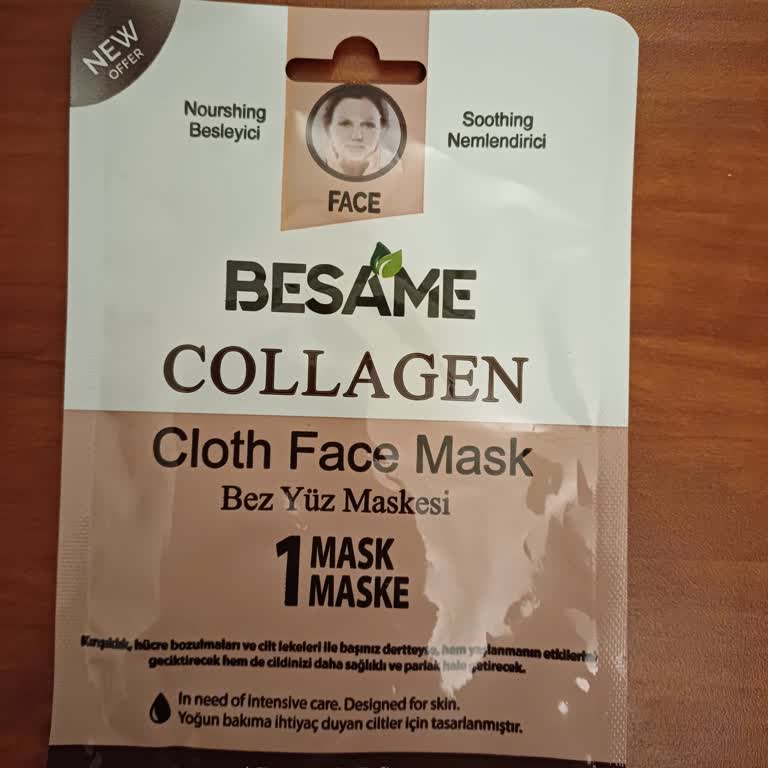 NEW
OFFER
Nourshing
Besleyici
Soothing
Nemlendirici
FACE
BESAME
COLLAGEN
Cloth Face Mask
Bez Yüz Maskesi
1 MASK
MASKE
Kırışıklık, hücre bozulmaları ve cilt lekeleri ile başınız dertteyse, hem yaşlanmanın etkilerini
geciktirecek hem de cildinizi daha sağlıklı ve parlak hale getirecek.
In need of intensive care. Designed for skin.
Yoğun bakıma ihtiyaç duyan ciltler için tasarlanmıştır.